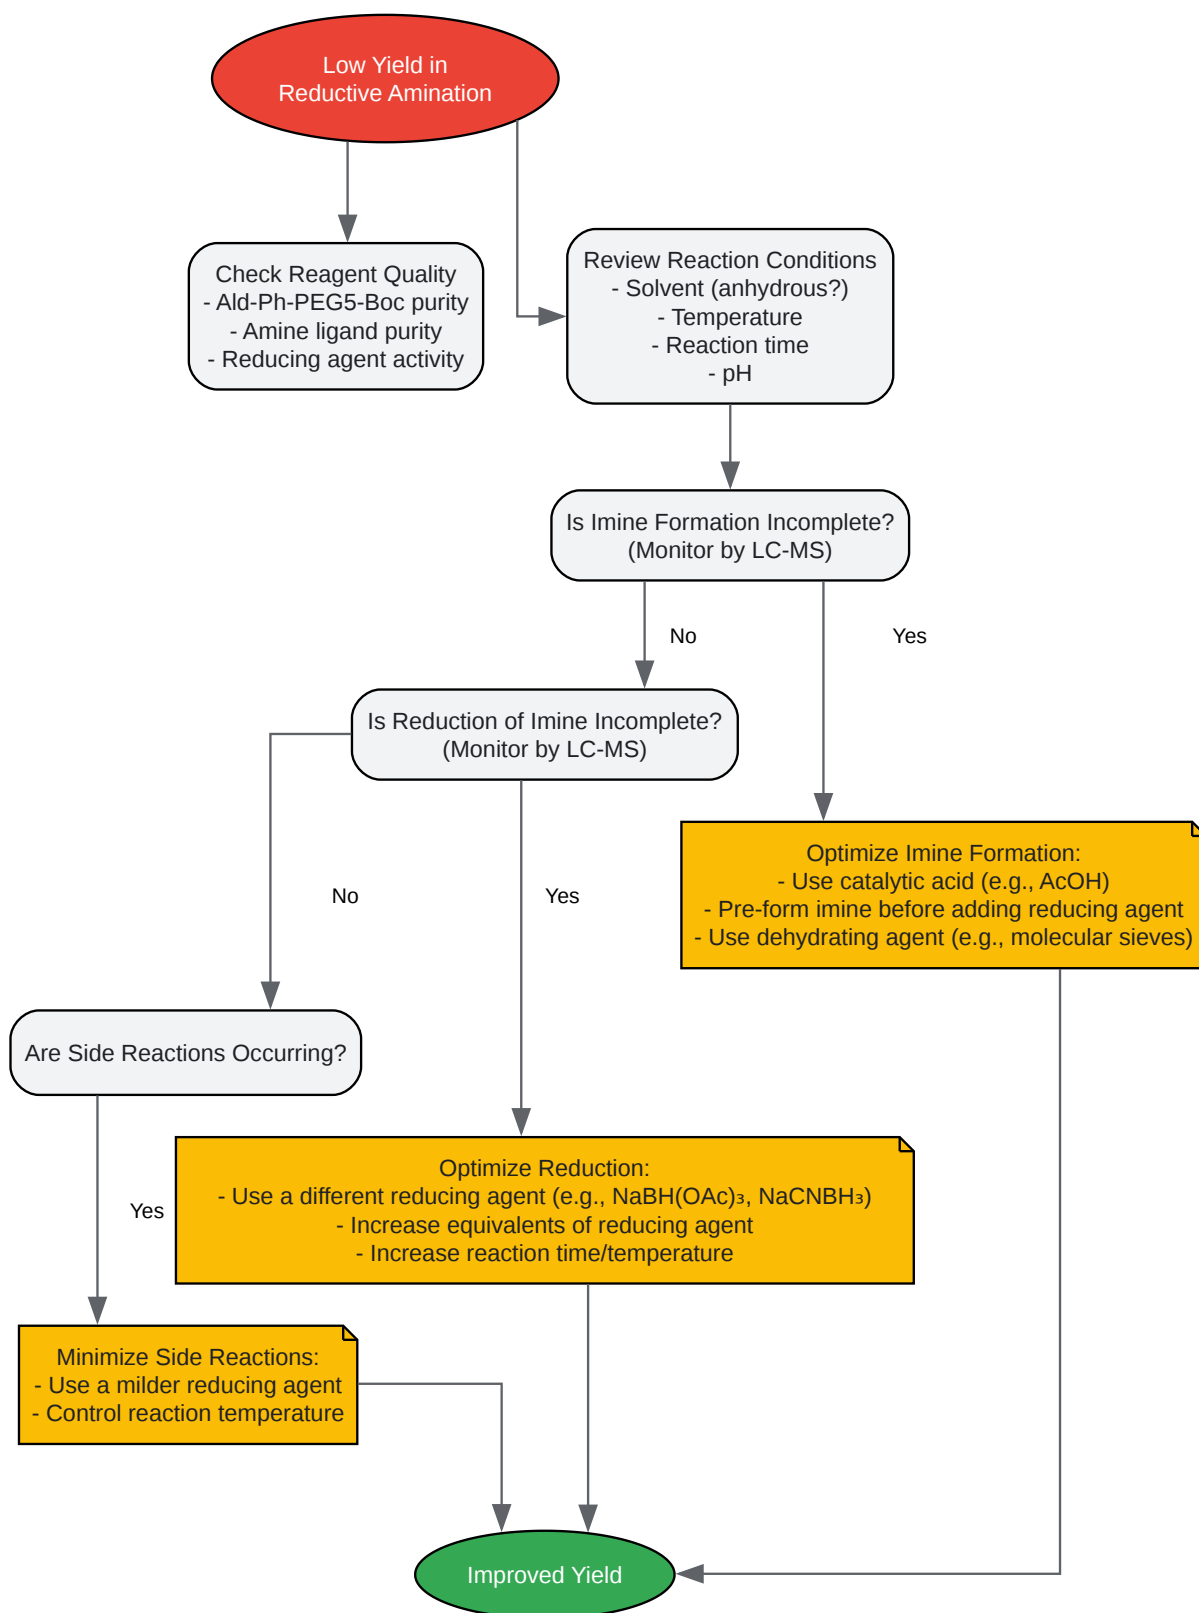 Low Yield in
Reductive Amination
Check Reagent Quality
- Ald-Ph-PEG5-Boc purity
- Amine ligand purity
- Reducing agent activity
Review Reaction Conditions
- Solvent (anhydrous?)
- Temperature
- Reaction time
- pH
Is Imine Formation Incomplete?
(Monitor by LC-MS)
No
Yes
Is Reduction of Imine Incomplete?
(Monitor by LC-MS)
Optimize Imine Formation:
- Use catalytic acid (e.g., AcOH)
- Pre-form imine before adding reducing agent
- Use dehydrating agent (e.g., molecular sieves)
No
Yes
Are Side Reactions Occurring?
Optimize Reduction:
- Use a different reducing agent (e.g., NaBH(OAc)₃, NaCNBH₃)
- Increase equivalents of reducing agent
- Increase reaction time/temperature
Yes
Minimize Side Reactions:
- Use a milder reducing agent
- Control reaction temperature
Improved Yield